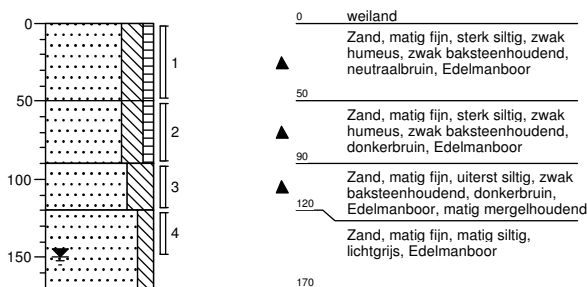 0
50
100
150
1
2
3
4
0 weiland
Zand, matig fijn, sterk siltig, zwak
humeus, zwak baksteenhoudend,
neutraalbruin, Edelmanboor
50
Zand, matig fijn, sterk siltig, zwak
humeus, zwak baksteenhoudend,
donkerbruin, Edelmanboor
90
Zand, matig fijn, uiterst siltig, zwak
baksteenhoudend, donkerbruin,
Edelmanboor, matig mergelhoudend
120
Zand, matig fijn, matig siltig,
lichtgrijs, Edelmanboor
170